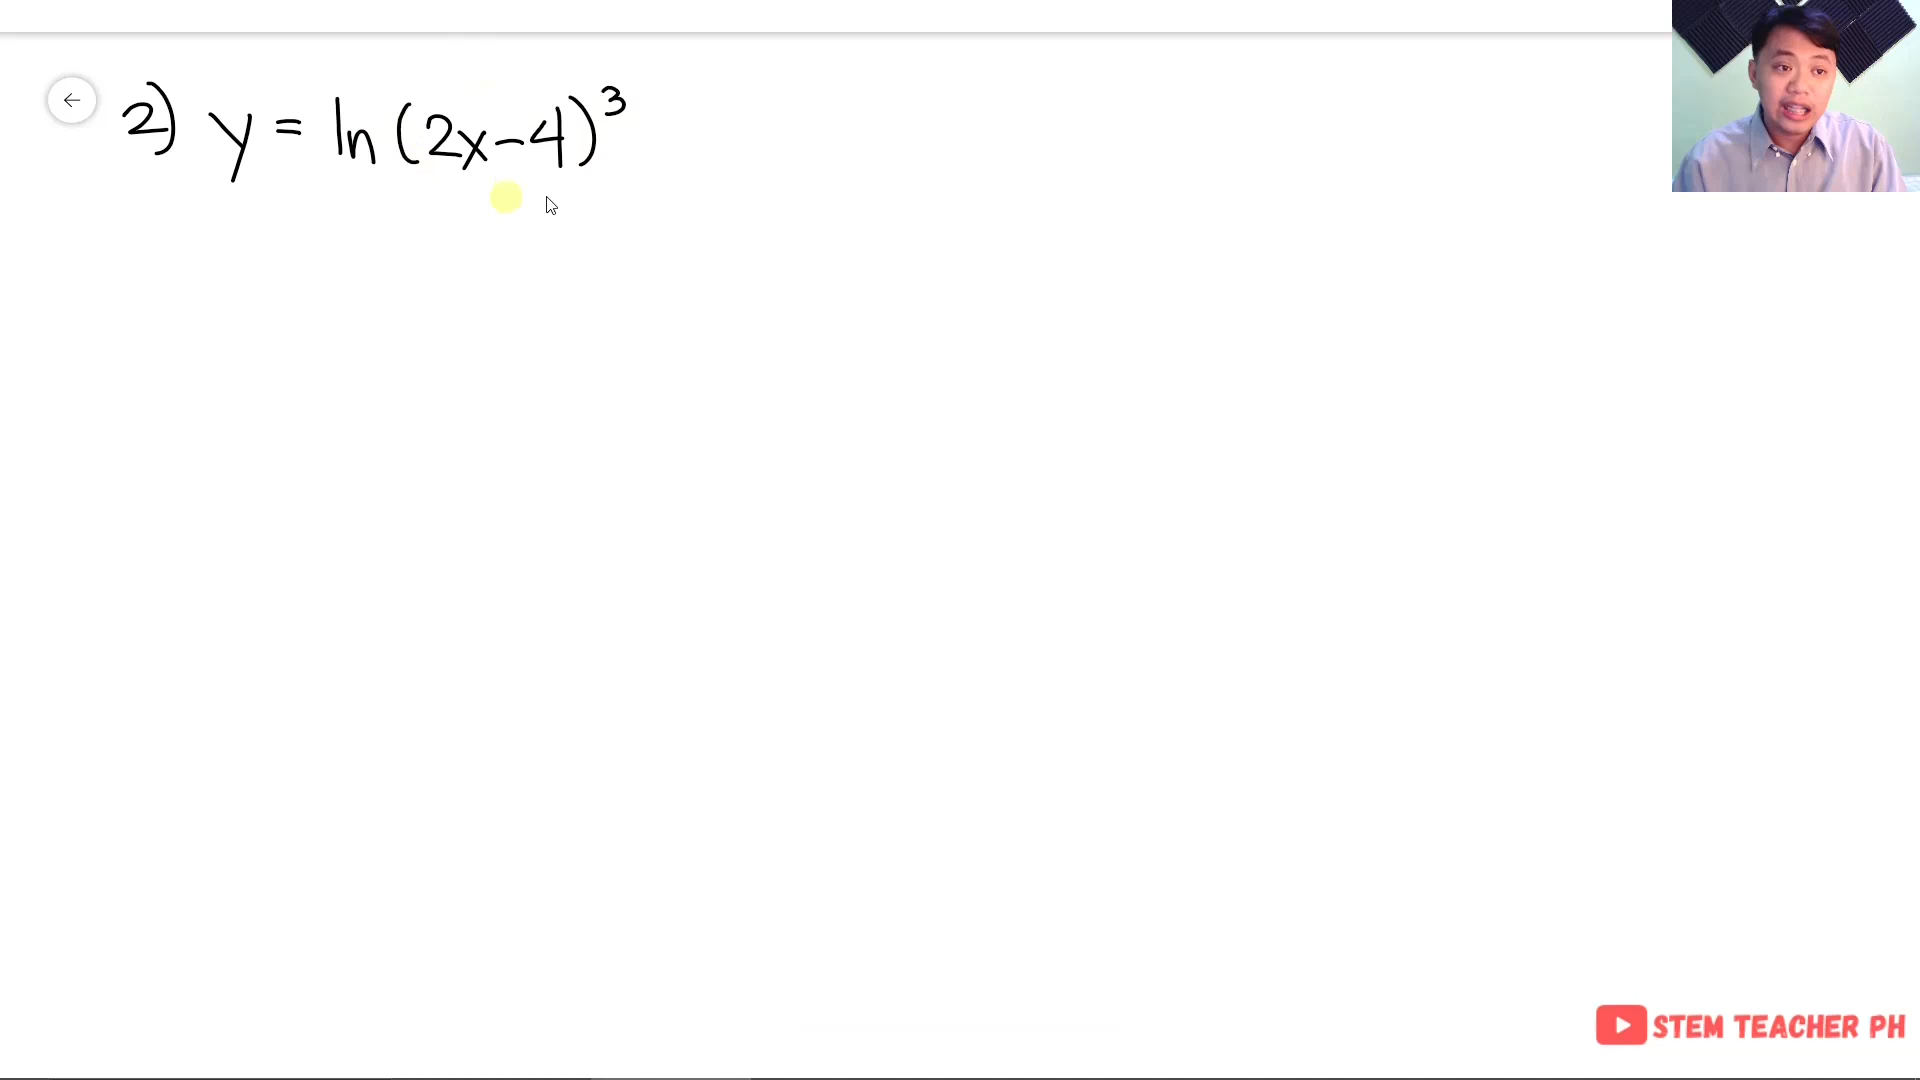 2) y = ln(2x-4)³
STEM TEACHER PH